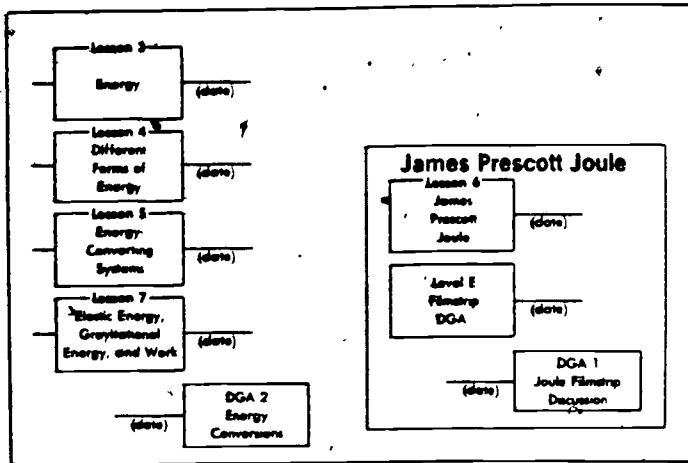 Lesson 3
Energy
(date)
Lesson 4
Different
Forms of
Energy
(date)
Lesson 5
Energy-
Converting
Systems
(date)
Lesson 7
Elastic Energy,
Gravitational
Energy, and Work
(date)
DGA 2
Energy
Conversions
(date)
James Prescott Joule
Lesson 6
James
Prescott
Joule
(date)
Level E
Filmstrip
DGA
(date)
DGA 1
Joule Filmstrip
Discussion
(date)